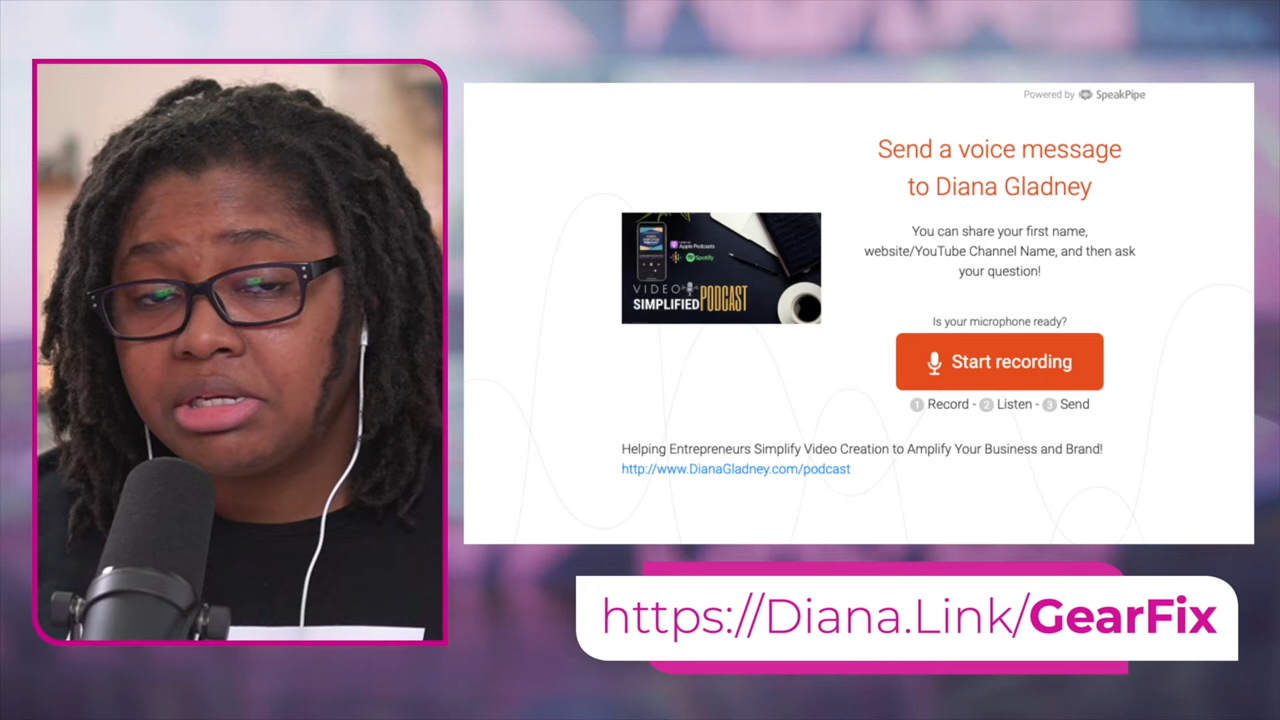 Powered by SpeakPipe
Send a voice message
to Diana Gladney
You can share your first name,
website/YouTube Channel Name, and then ask
your question!
Apple Podcasts
Spotify
VIDEO
SIMPLIFIED PODCAST
Is your microphone ready?
Start recording
1 Record - 2 Listen - 3 Send
Helping Entrepreneurs Simplify Video Creation to Amplify Your Business and Brand!
http://www.DianaGladney.com/podcast
https://Diana.Link/GearFix